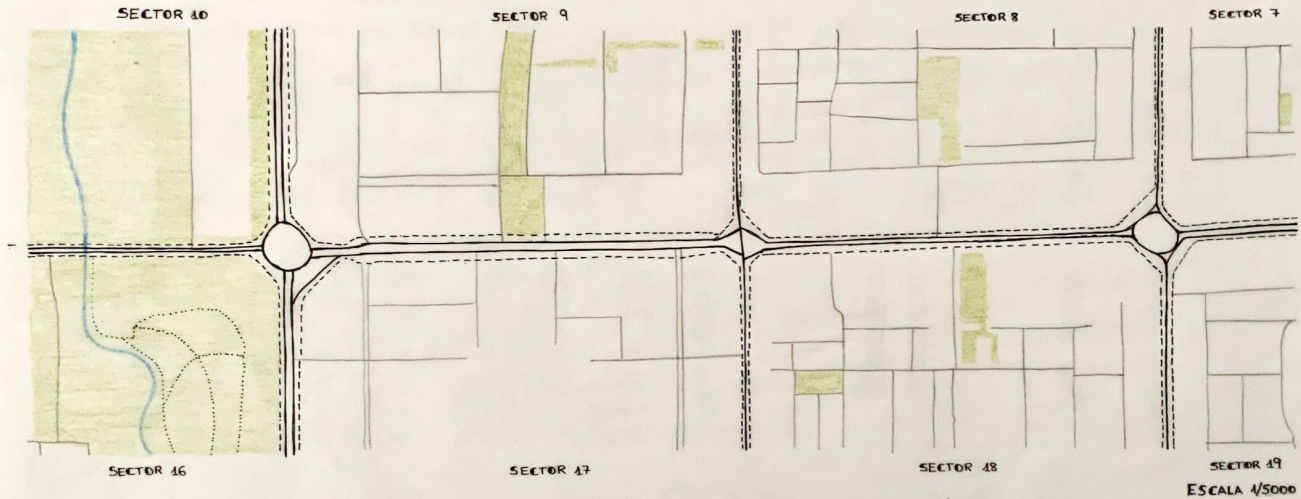 SECTOR 10
SECTOR 9
SECTOR 8
SECTOR 7
SECTOR 16
SECTOR 17
SECTOR 18
SECTOR 19
ESCALA 1/5000